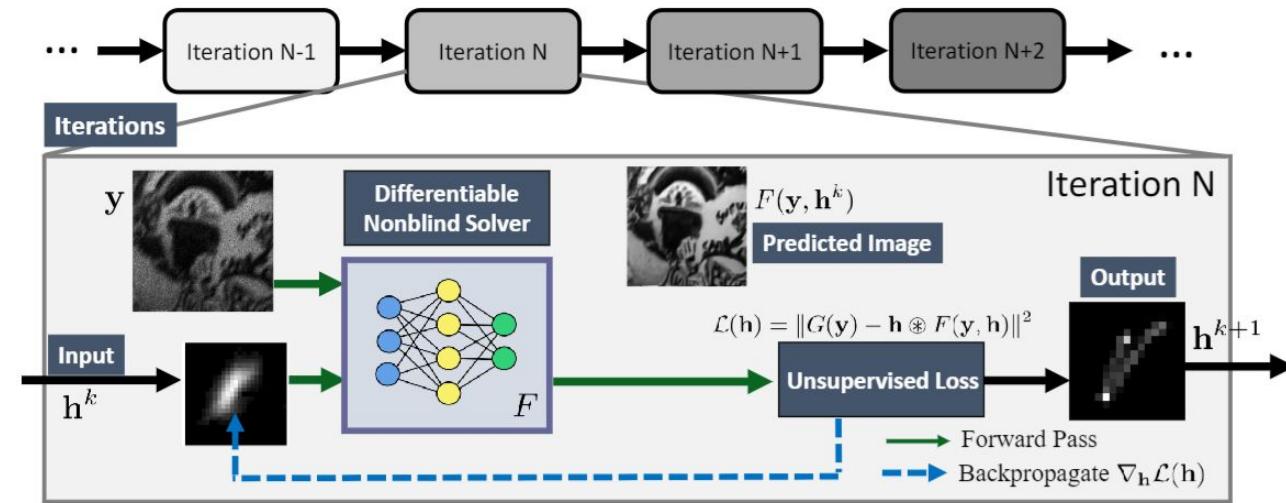 ...
Iteration N-1
Iteration N
Iteration N+1
Iteration N+2
...
Iterations
Iteration N
y
Differentiable
Nonblind Solver
F(y, h^k)
Predicted Image
Output
Input
h^k
F
ℒ(h) = ‖G(y) − h ⊛ F(y, h)‖²
Unsupervised Loss
h^{k+1}
Forward Pass
Backpropagate ∇_h ℒ(h)